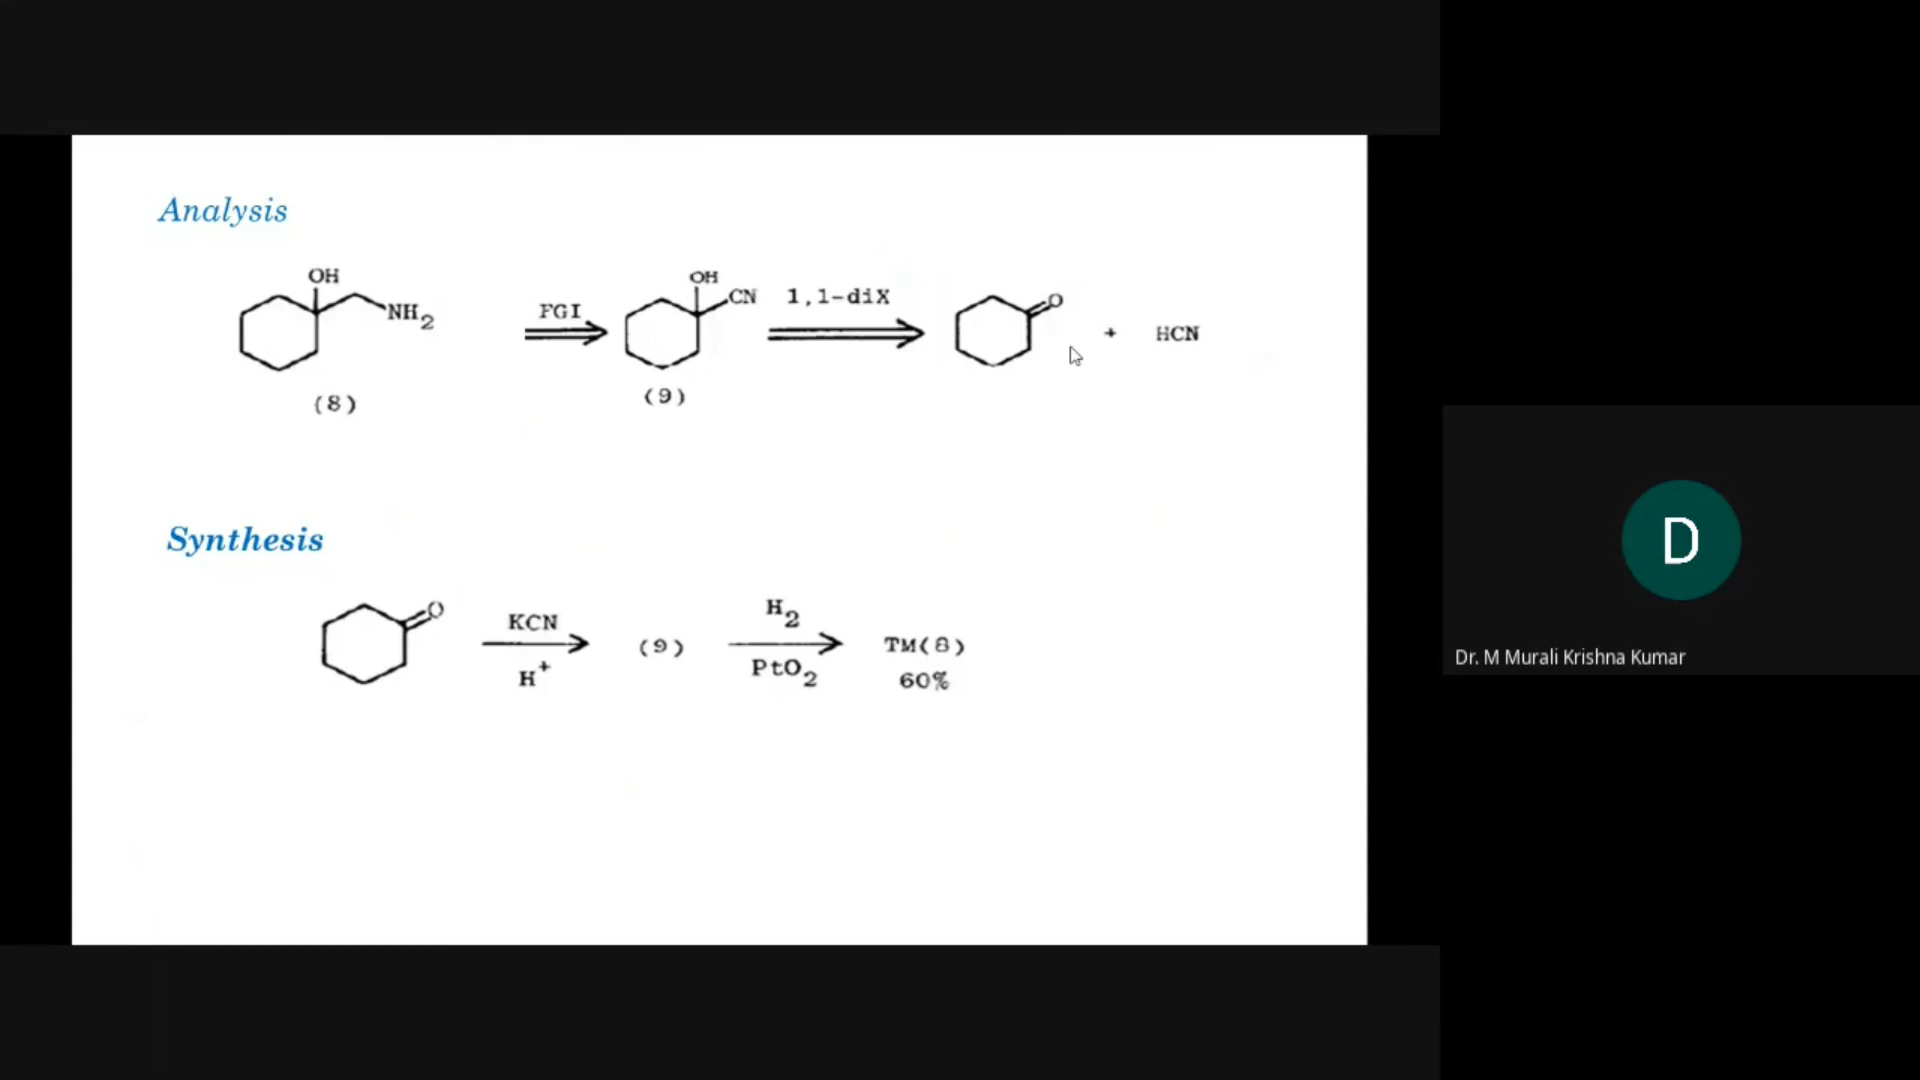 Analysis
OH
NH2
(8)
FGI
OH
CN
(9)
1,1-diX
O
+ HCN
Synthesis
O
KCN
H+
(9)
H2
PtO2
TM(8)
60%
D
Dr. M Murali Krishna Kumar